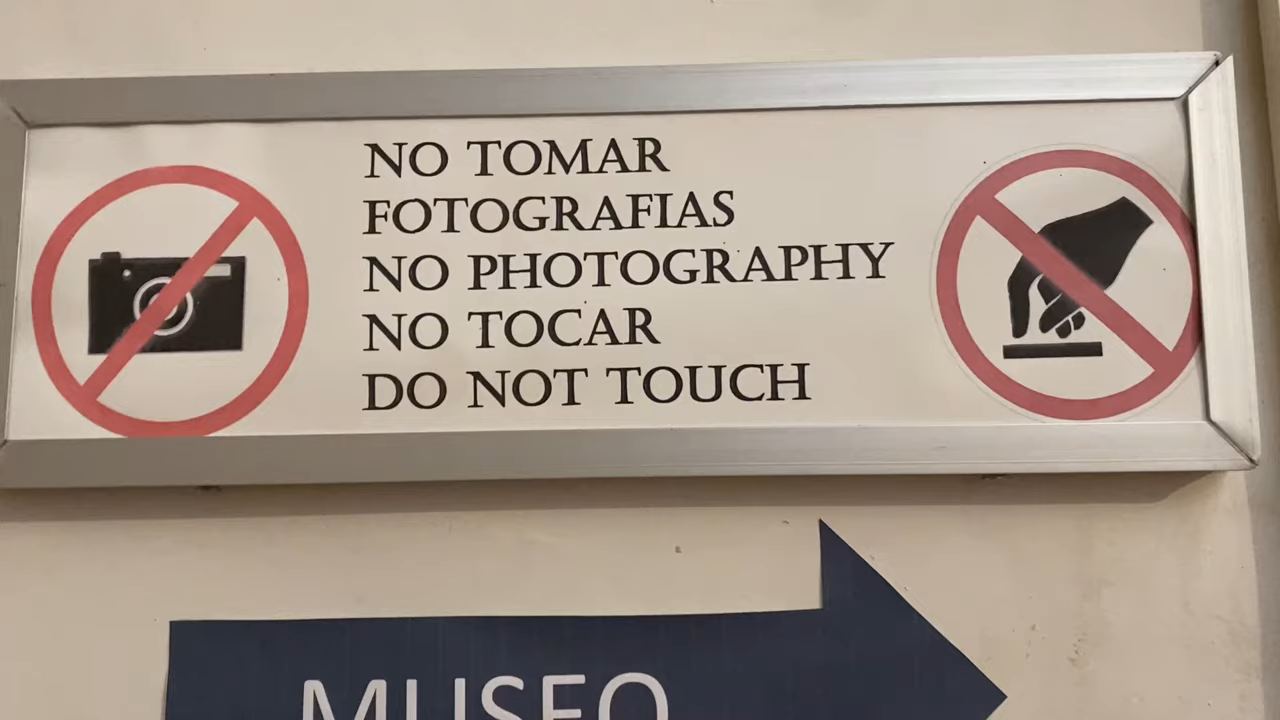 NO TOMAR
FOTOGRAFIAS
NO PHOTOGRAPHY
NO TOCAR
DO NOT TOUCH
MUSEO